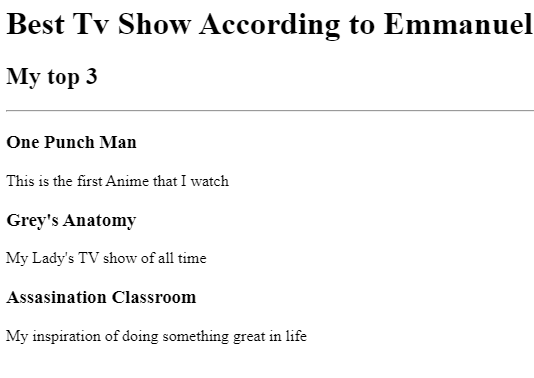 Best Tv Show According to Emmanuel
My top 3
One Punch Man
This is the first Anime that I watch
Grey's Anatomy
My Lady's TV show of all time
Assasination Classroom
My inspiration of doing something great in life